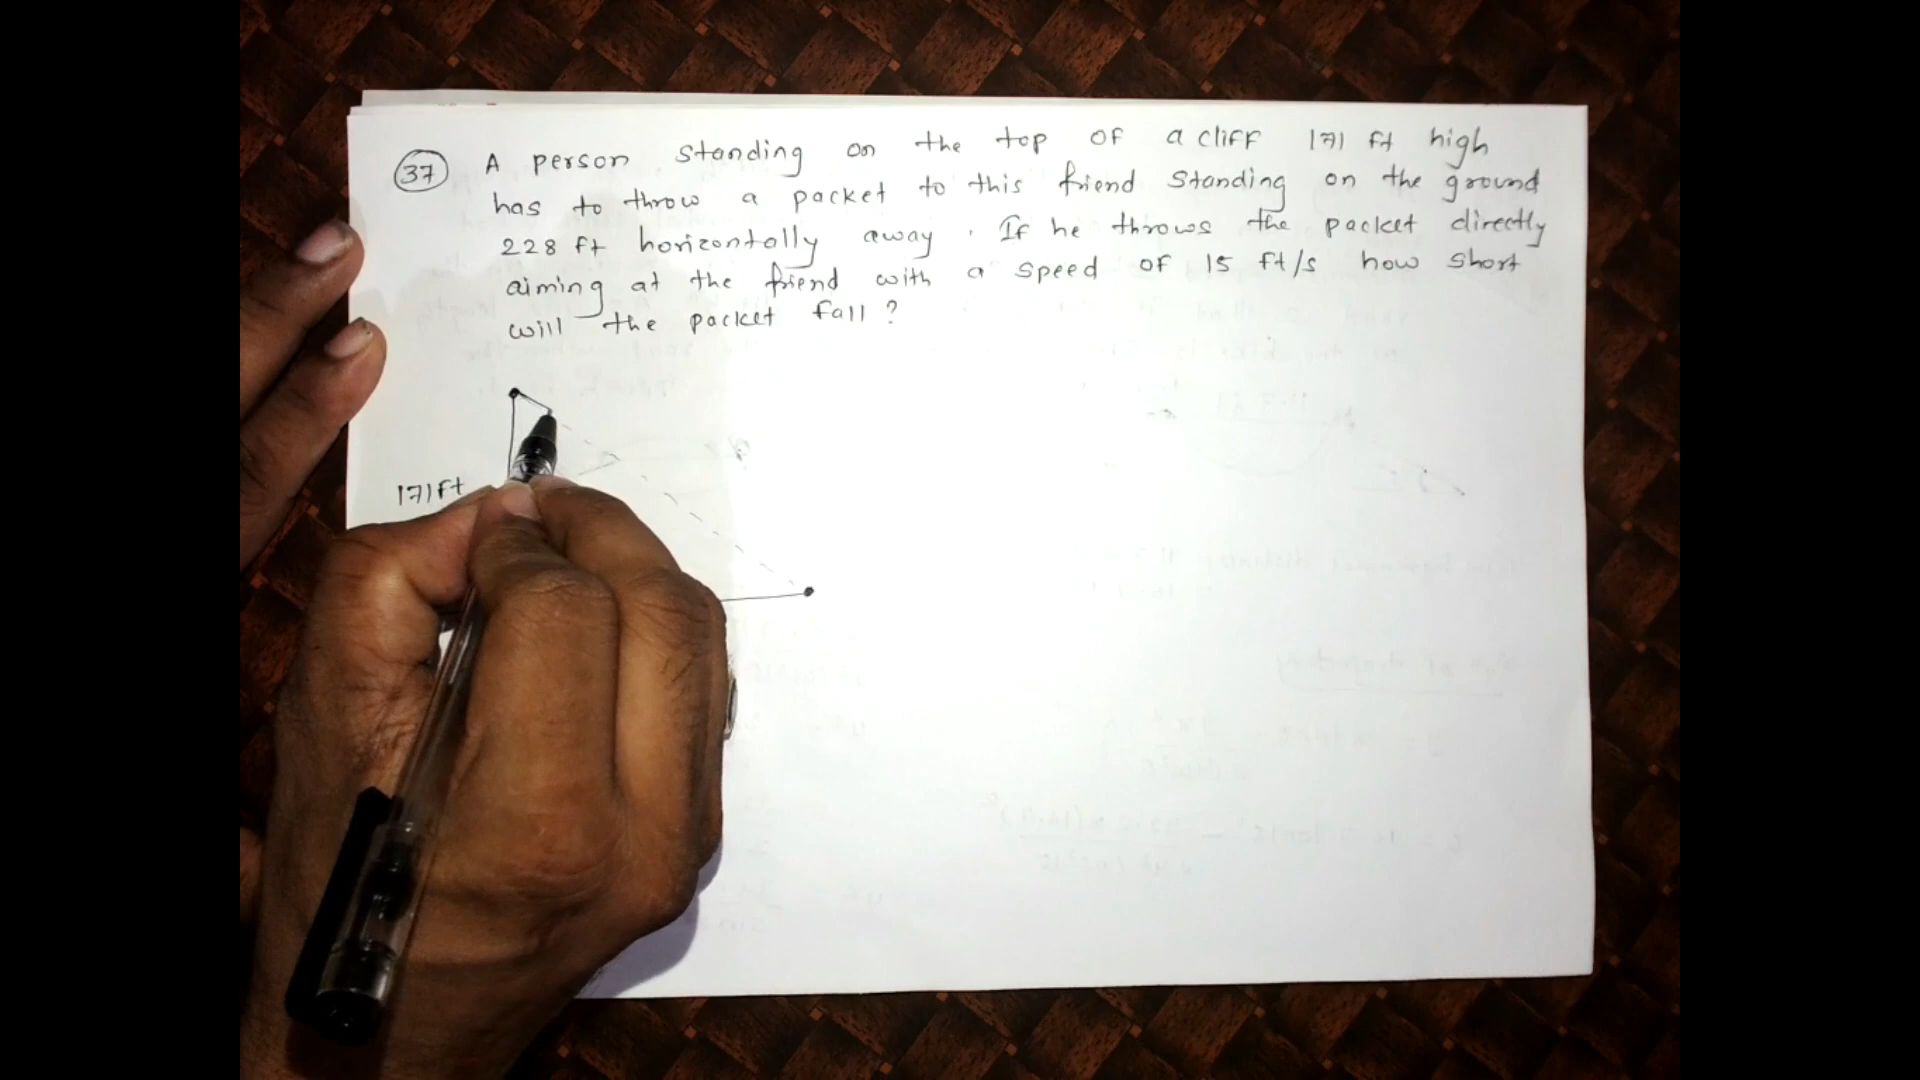 37 A person standing on the top of a cliff 171 ft high
has to throw a packet to this friend standing on the ground
228 ft horizontally away. If he throws the packet directly
aiming at the friend with a speed of 15 ft/s how short
will the packet fall?
171ft